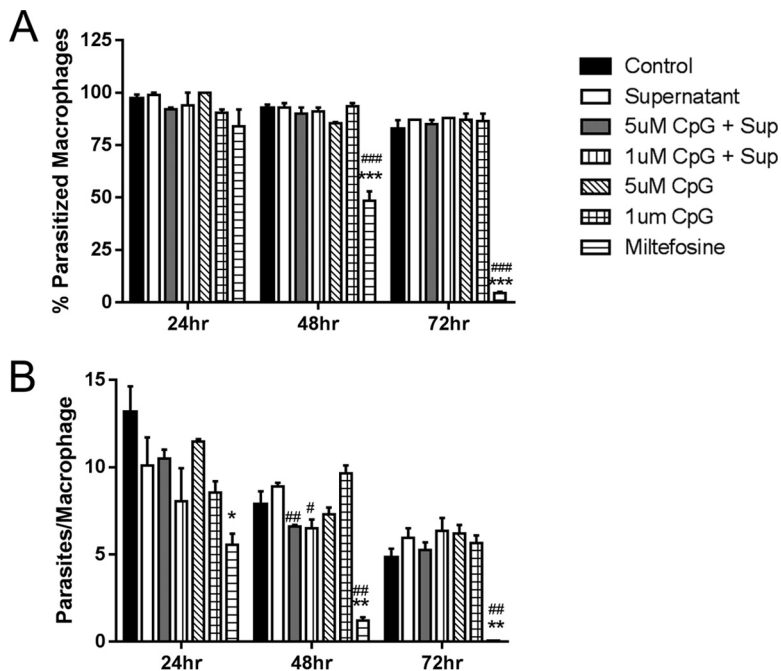 A
% Parasitized Macrophages
125
100
75
50
25
0
###
***
###
***
24hr 48hr 72hr
Control
Supernatant
5uM CpG + Sup
1uM CpG + Sup
5uM CpG
1um CpG
Miltefosine
B
Parasites/Macrophage
15
10
5
0
*
##
#
##
**
##
**
24hr 48hr 72hr